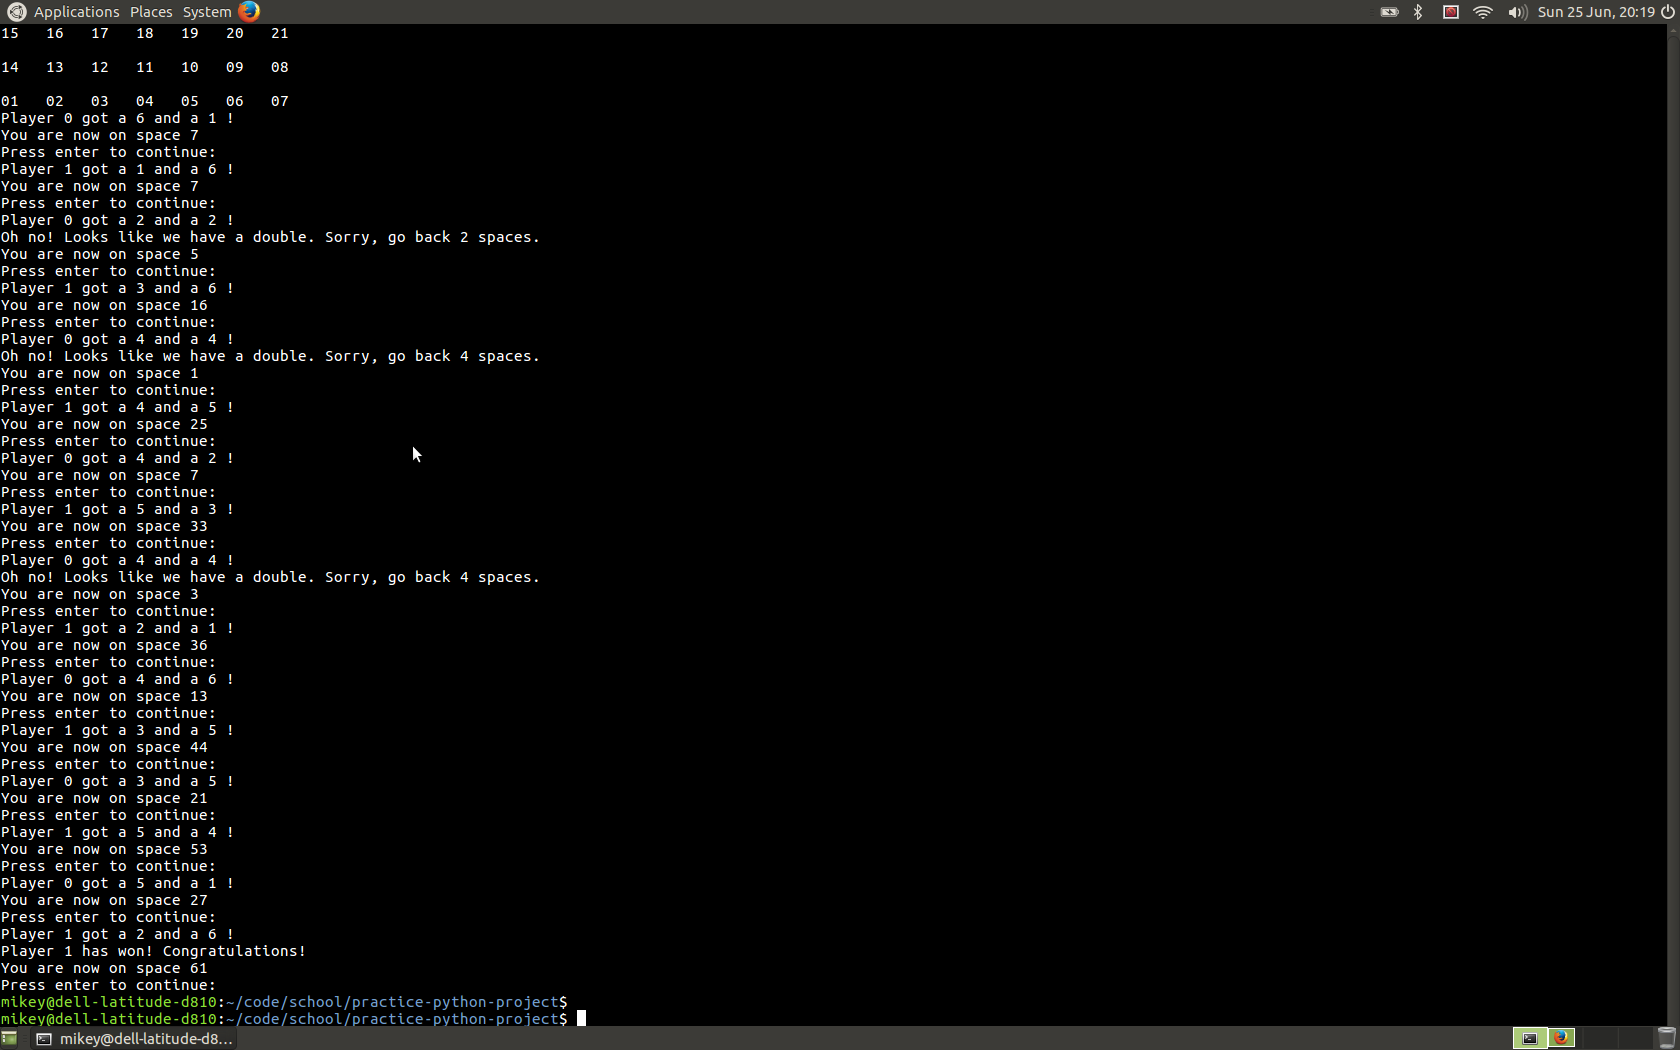 Applications Places System Sun 25 Jun, 20:19
15 16 17 18 19 20 21
14 13 12 11 10 09 08
01 02 03 04 05 06 07
Player 0 got a 6 and a 1 !
You are now on space 7
Press enter to continue:
Player 1 got a 1 and a 6 !
You are now on space 7
Press enter to continue:
Player 0 got a 2 and a 2 !
Oh no! Looks like we have a double. Sorry, go back 2 spaces.
You are now on space 5
Press enter to continue:
Player 1 got a 3 and a 6 !
You are now on space 16
Press enter to continue:
Player 0 got a 4 and a 4 !
Oh no! Looks like we have a double. Sorry, go back 4 spaces.
You are now on space 1
Press enter to continue:
Player 1 got a 4 and a 5 !
You are now on space 25
Press enter to continue:
Player 0 got a 4 and a 2 !
You are now on space 7
Press enter to continue:
Player 1 got a 5 and a 3 !
You are now on space 33
Press enter to continue:
Player 0 got a 4 and a 4 !
Oh no! Looks like we have a double. Sorry, go back 4 spaces.
You are now on space 3
Press enter to continue:
Player 1 got a 2 and a 1 !
You are now on space 36
Press enter to continue:
Player 0 got a 4 and a 6 !
You are now on space 13
Press enter to continue:
Player 1 got a 3 and a 5 !
You are now on space 44
Press enter to continue:
Player 0 got a 3 and a 5 !
You are now on space 21
Press enter to continue:
Player 1 got a 5 and a 4 !
You are now on space 53
Press enter to continue:
Player 0 got a 5 and a 1 !
You are now on space 27
Press enter to continue:
Player 1 got a 2 and a 6 !
Player 1 has won! Congratulations!
You are now on space 61
Press enter to continue:
mikey@dell-latitude-d810:~/code/school/practice-python-project$
mikey@dell-latitude-d810:~/code/school/practice-python-project$
mikey@dell-latitude-d8...